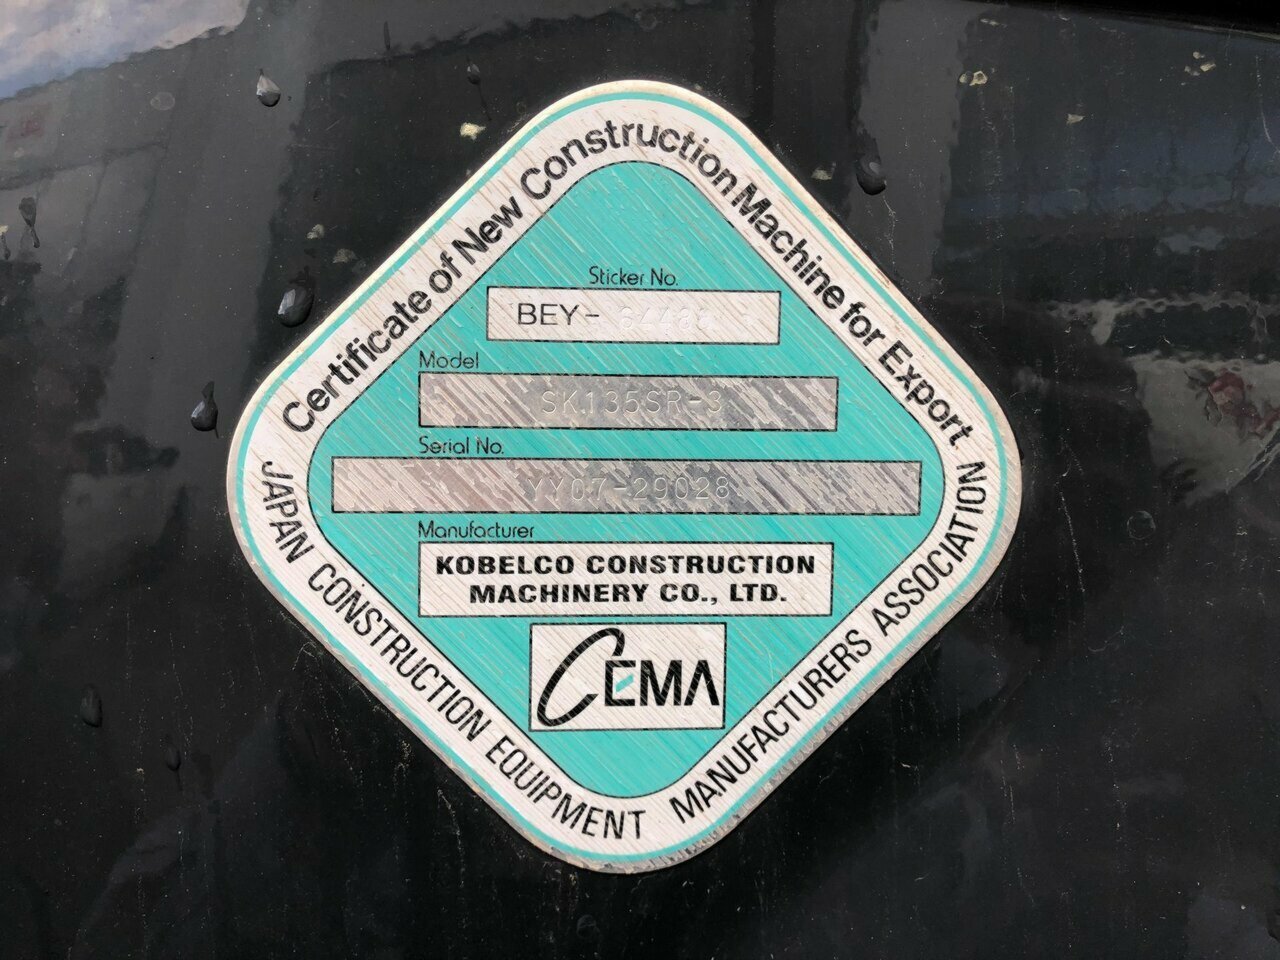 Certificate of New Construction Machine for Export
Sticker No.
BEY-
Model
SK135SR-3
Serial No.
YY07-29028
Manufacturer
KOBELCO CONSTRUCTION
MACHINERY CO., LTD.
CEMA
JAPAN CONSTRUCTION EQUIPMENT MANUFACTURERS ASSOCIATION